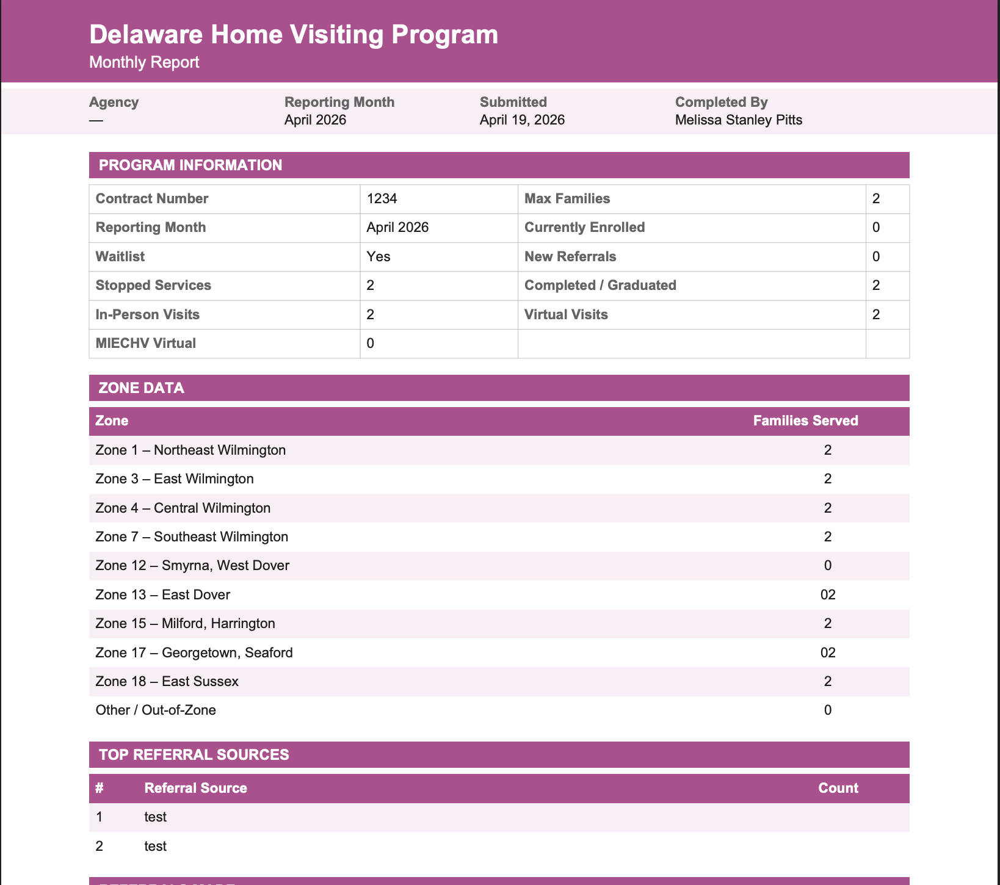 Delaware Home Visiting Program
Monthly Report
Agency Reporting Month Submitted Completed By
— April 2026 April 19, 2026 Melissa Stanley Pitts
PROGRAM INFORMATION
Contract Number 1234 Max Families 2
Reporting Month April 2026 Currently Enrolled 0
Waitlist Yes New Referrals 0
Stopped Services 2 Completed / Graduated 2
In-Person Visits 2 Virtual Visits 2
MIECHV Virtual 0
ZONE DATA
Zone Families Served
Zone 1 – Northeast Wilmington 2
Zone 3 – East Wilmington 2
Zone 4 – Central Wilmington 2
Zone 7 – Southeast Wilmington 2
Zone 12 – Smyrna, West Dover 0
Zone 13 – East Dover 02
Zone 15 – Milford, Harrington 2
Zone 17 – Georgetown, Seaford 02
Zone 18 – East Sussex 2
Other / Out-of-Zone 0
TOP REFERRAL SOURCES
# Referral Source Count
1 test
2 test